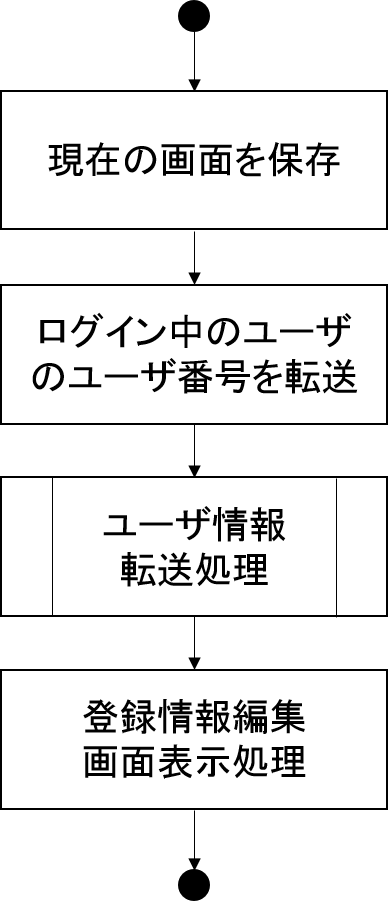 現在の画面を保存
ログイン中のユーザ
のユーザ番号を転送
ユーザ情報
転送処理
登録情報編集
画面表示処理